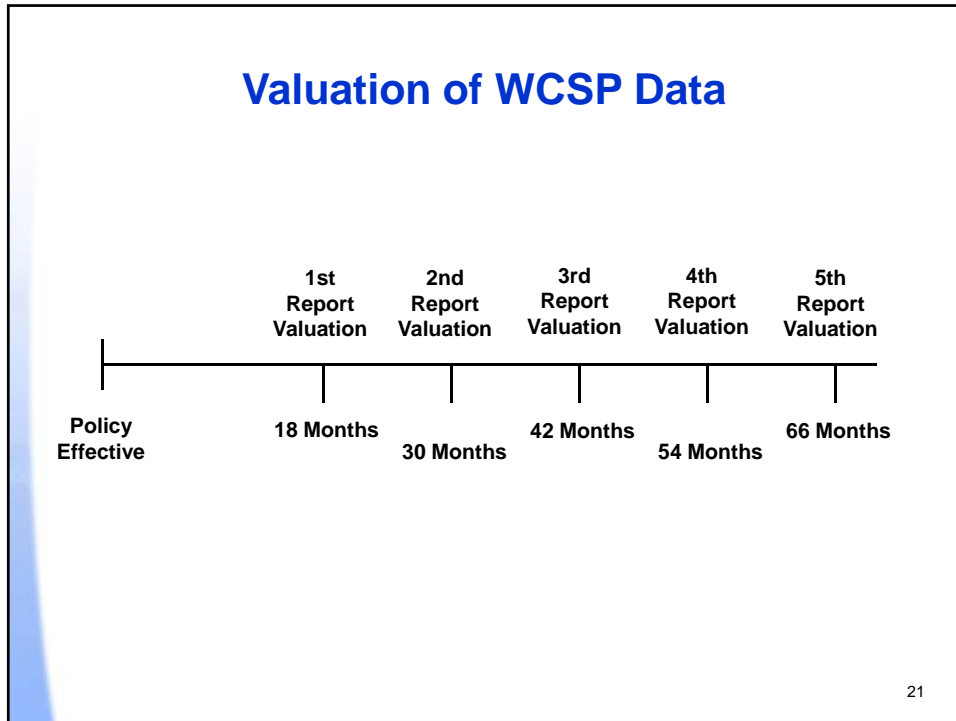 Valuation of WCSP Data
1st
Report
Valuation
2nd
Report
Valuation
3rd
Report
Valuation
4th
Report
Valuation
5th
Report
Valuation
Policy
Effective
18 Months
30 Months
42 Months
54 Months
66 Months
21